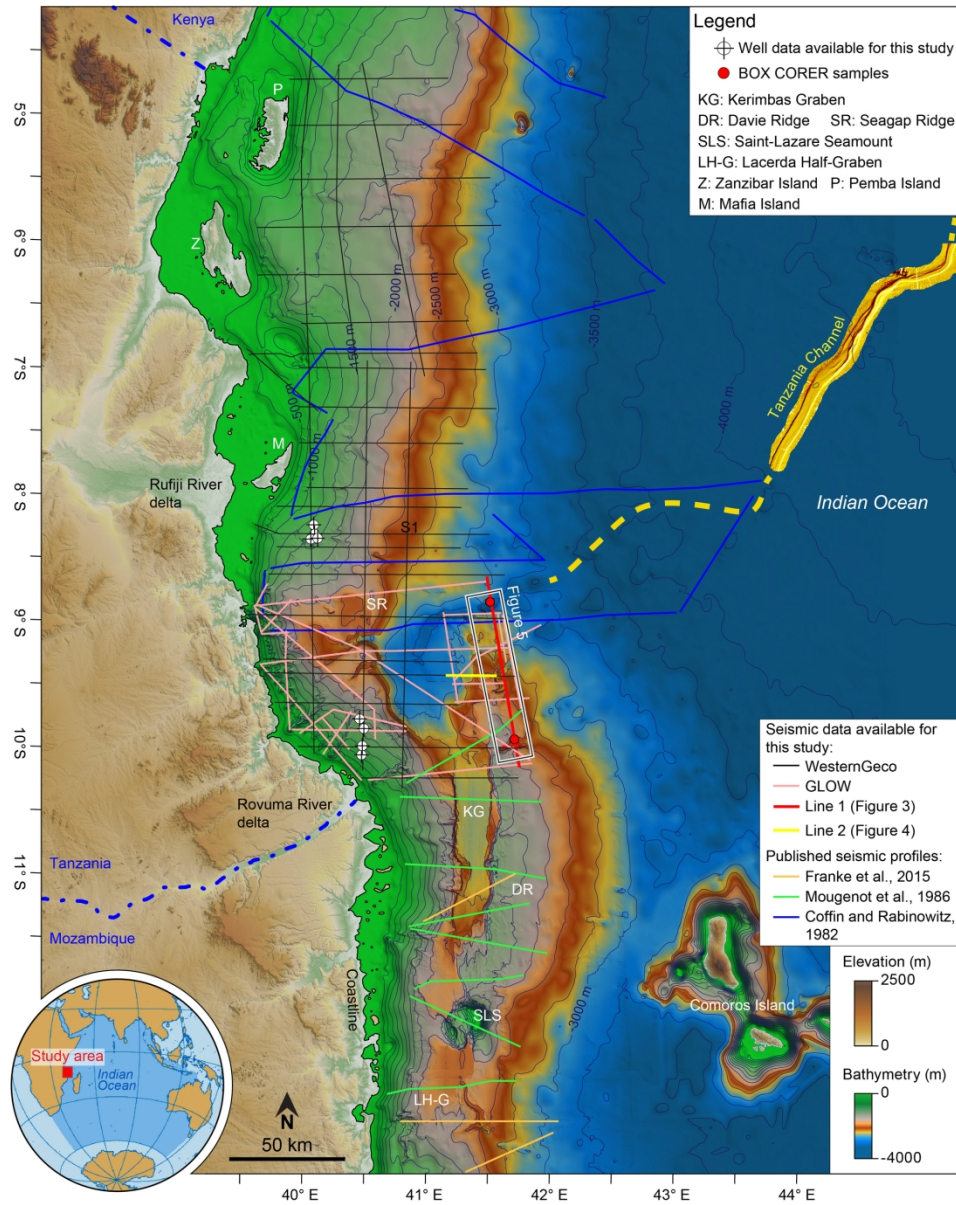 Kenya
Legend
Well data available for this study
BOX CORER samples
KG: Kerimbas Graben
DR: Davie Ridge SR: Seagap Ridge
SLS: Saint-Lazare Seamount
LH-G: Lacerda Half-Graben
Z: Zanzibar Island P: Pemba Island
M: Mafia Island
5° S
6° S
7° S
8° S
9° S
10° S
11° S
P
Z
M
-500 m
-1000 m
-1500 m
-2000 m
-2500 m
-3000 m
-3500 m
-4000 m
Tanzania Channel
Indian Ocean
Rufiji River
delta
S1
SR
Figure 5
Rovuma River
delta
KG
DR
Tanzania
Mozambique
Coastline
SLS
LH-G
-3000 m
Comoros Island
Seismic data available for
this study:
WesternGeco
GLOW
Line 1 (Figure 3)
Line 2 (Figure 4)
Published seismic profiles:
Franke et al., 2015
Mougenot et al., 1986
Coffin and Rabinowitz,
1982
Elevation (m)
2500
0
Bathymetry (m)
0
-4000
Study area
Indian
Ocean
N
50 km
40° E
41° E
42° E
43° E
44° E